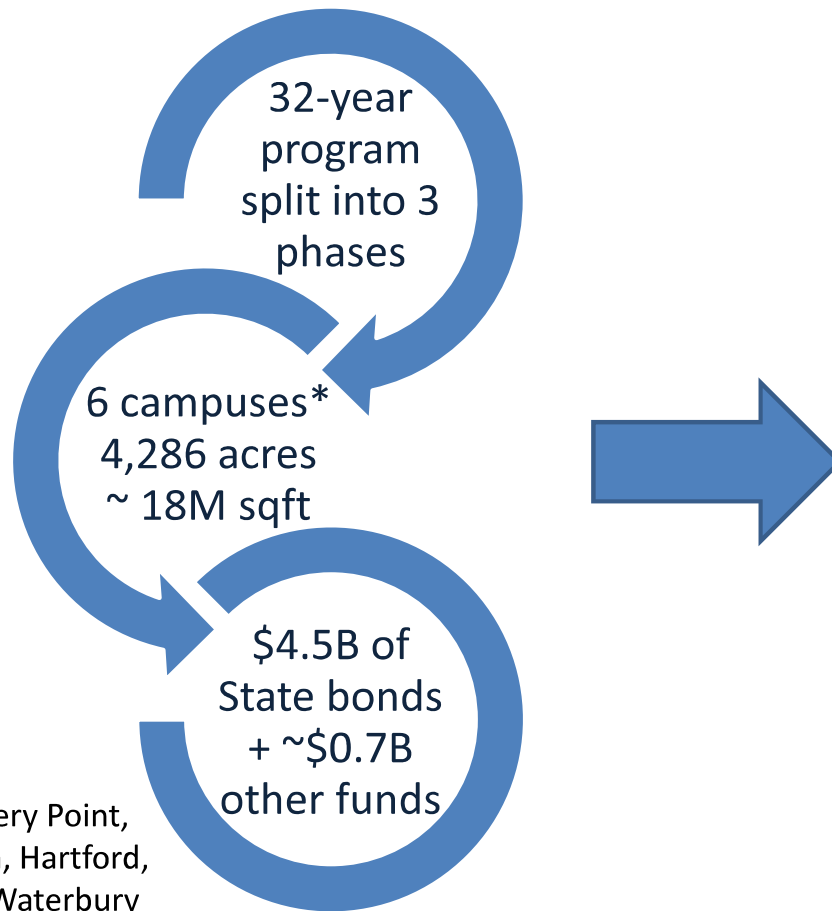 32-year
program
split into 3
phases
6 campuses*
4,286 acres
~ 18M sqft
$4.5B of
State bonds
+ ~$0.7B
other funds
Point,
Hartford,
Waterbury